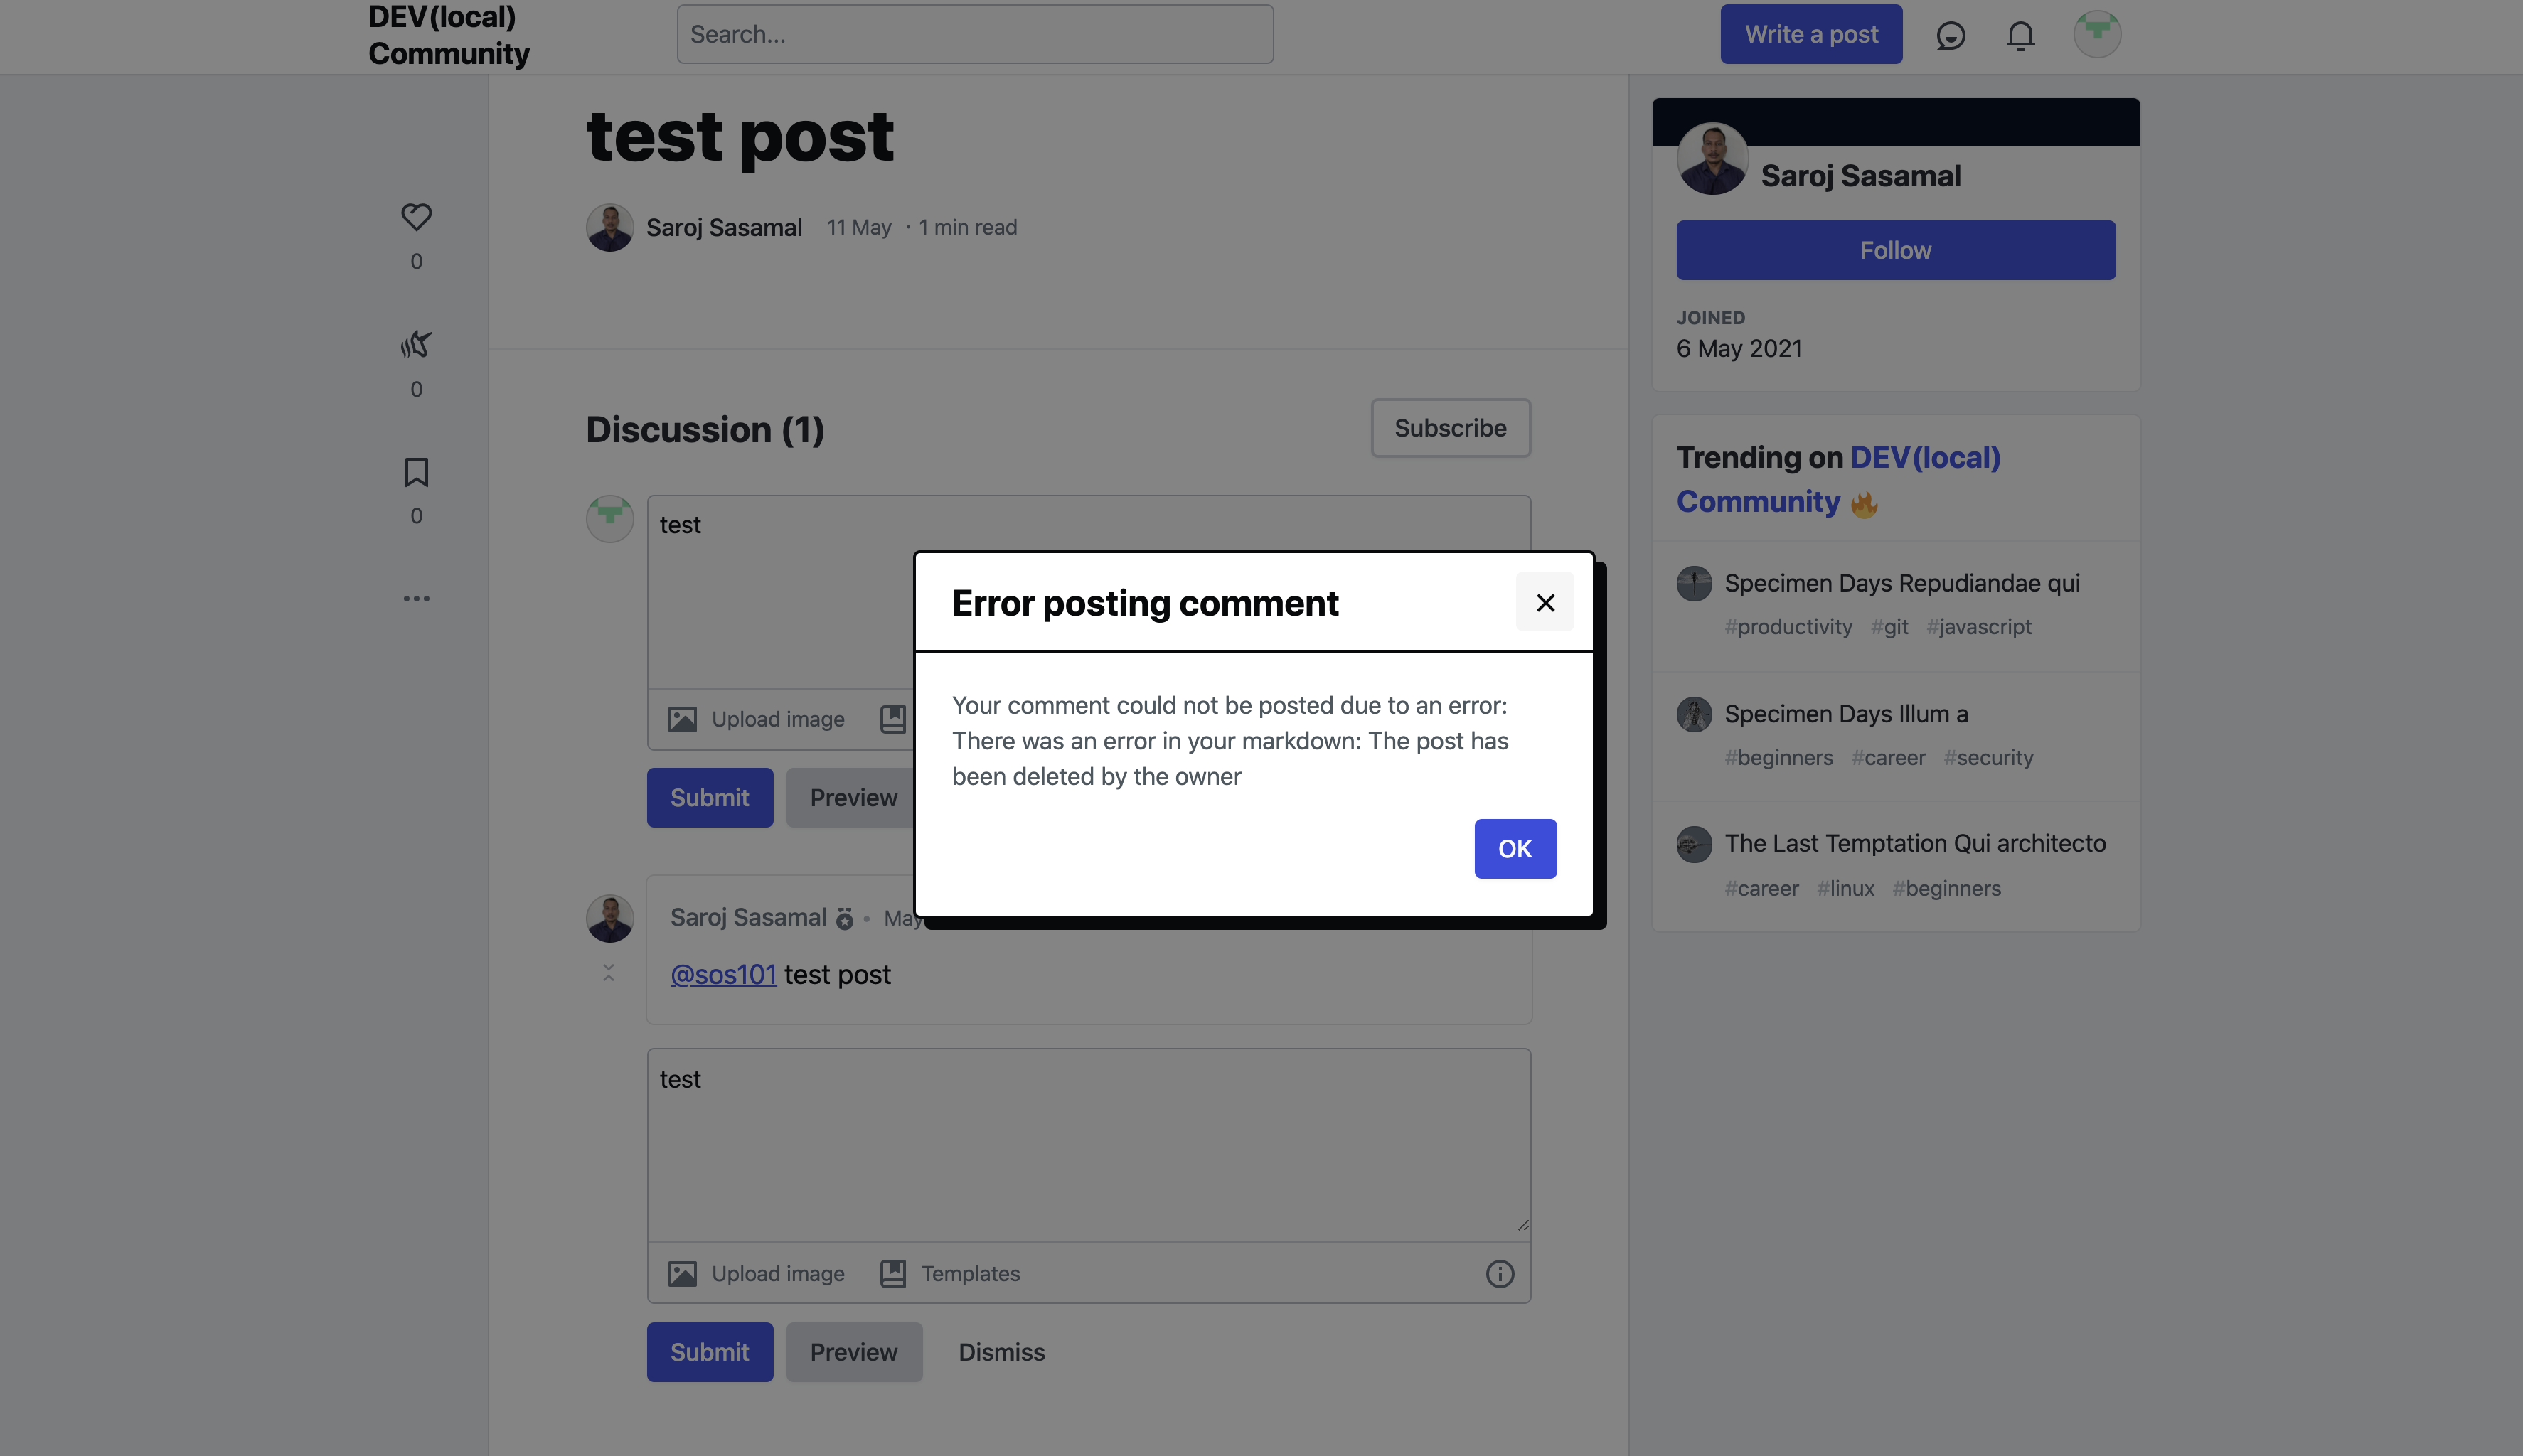 DEV(local)
Community
Search...
Write a post
test post
Saroj Sasamal 11 May · 1 min read
0
0
0
Discussion (1)
Subscribe
test
Upload image
Submit
Preview
Saroj Sasamal • May
@sos101 test post
test
Upload image
Templates
Submit
Preview
Dismiss
Error posting comment
Your comment could not be posted due to an error:
There was an error in your markdown: The post has
been deleted by the owner
OK
Saroj Sasamal
Follow
JOINED
6 May 2021
Trending on DEV(local)
Community 🔥
Specimen Days Repudiandae qui
#productivity #git #javascript
Specimen Days Illum a
#beginners #career #security
The Last Temptation Qui architecto
#career #linux #beginners